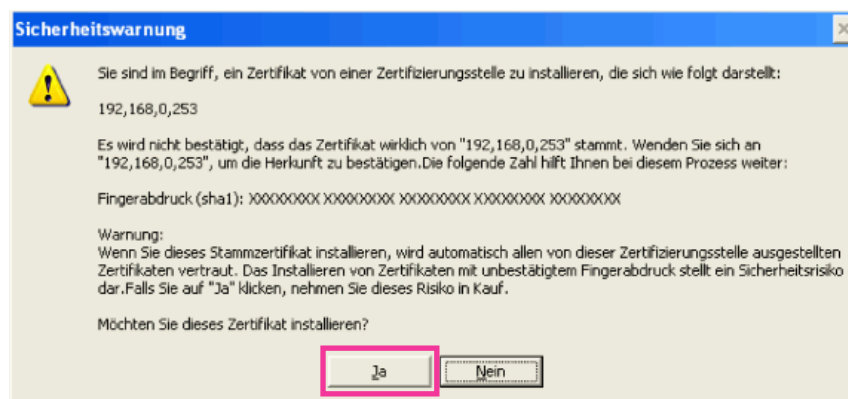 Sicherheitswarnung
Sie sind im Begriff, ein Zertifikat von einer Zertifizierungsstelle zu installieren, die sich wie folgt darstellt:
192,168,0,253
Es wird nicht bestätigt, dass das Zertifikat wirklich von "192,168,0,253" stammt. Wenden Sie sich an
"192,168,0,253", um die Herkunft zu bestätigen.Die folgende Zahl hilft Ihnen bei diesem Prozess weiter:
Fingerabdruck (sha1): XXXXXXXX XXXXXXXX XXXXXXXX XXXXXXXX XXXXXXXX
Warnung:
Wenn Sie dieses Stammzertifikat installieren, wird automatisch allen von dieser Zertifizierungsstelle ausgestellten
Zertifikaten vertraut. Das Installieren von Zertifikaten mit unbestätigtem Fingerabdruck stellt ein Sicherheitsrisiko
dar.Falls Sie auf "Ja" klicken, nehmen Sie dieses Risiko in Kauf.
Möchten Sie dieses Zertifikat installieren?
Ja Nein